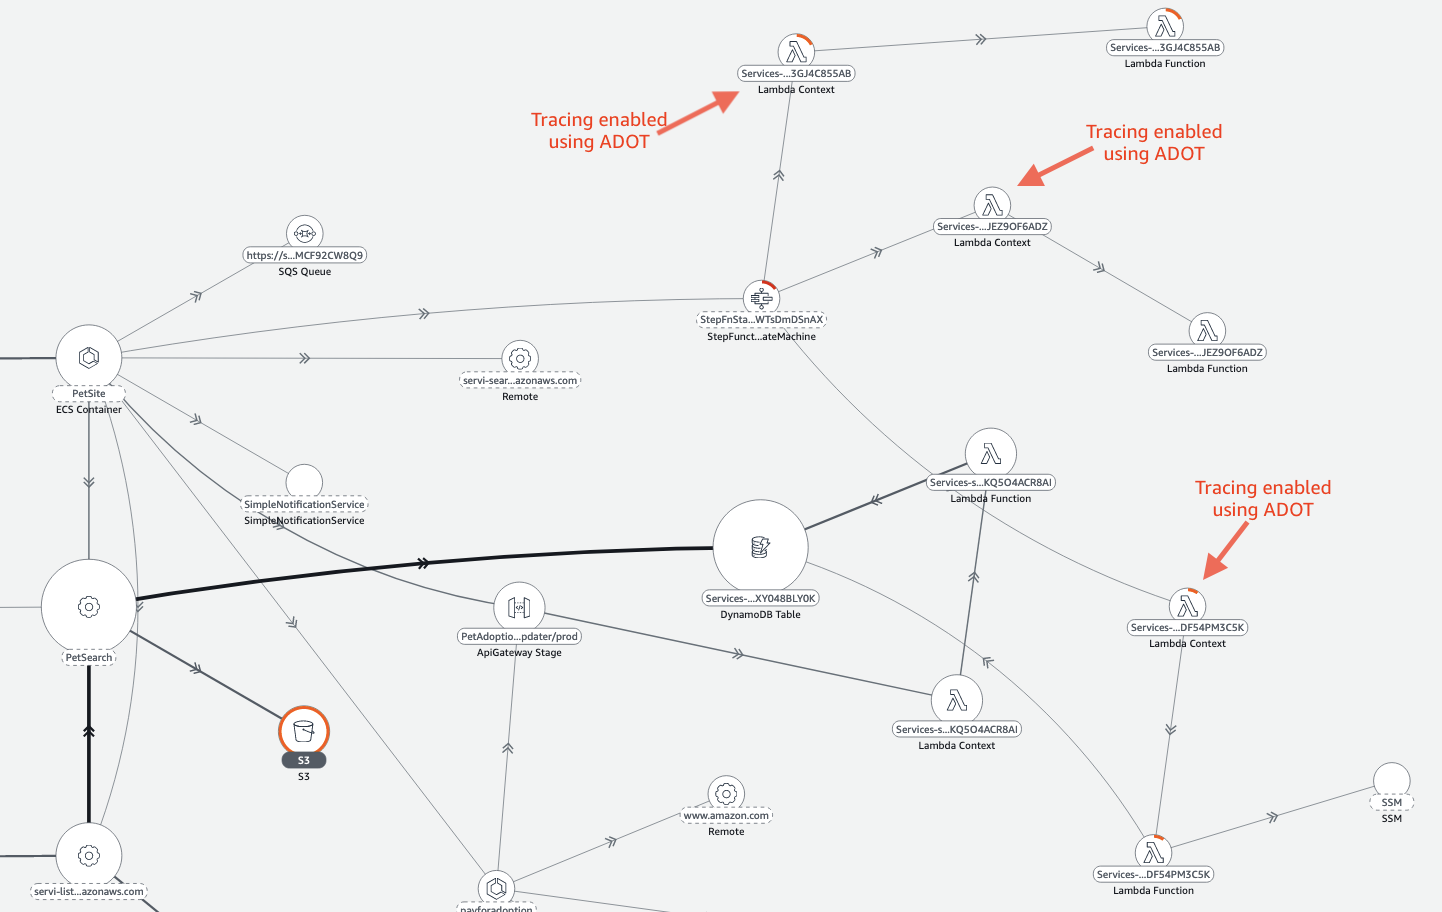 Services-...3GJ4C855AB
Lambda Function
Services-...3GJ4C855AB
Lambda Context
Tracing enabled
using ADOT
Tracing enabled
using ADOT
Services-...JEZ9OF6ADZ
Lambda Context
https://s...MCF92CW8Q9
SQS Queue
StepFnSta...WTsDmDSnAX
StepFunct...ateMachine
Services-...JEZ9OF6ADZ
Lambda Function
servi-sear...azonaws.com
Remote
PetSite
ECS Container
Services-s...KQ5O4ACR8AI
Lambda Function
SimpleNotificationService
SimpleNotificationService
Tracing enabled
using ADOT
Services-...XY048BLY0K
DynamoDB Table
Services-...DF54PM3C5K
Lambda Context
PetAdoptio...pdater/prod
ApiGateway Stage
PetSearch
Services-s...KQ5O4ACR8AI
Lambda Context
S3
S3
www.amazon.com
Remote
SSM
SSM
Services-...DF54PM3C5K
Lambda Function
servi-list...azonaws.com
payforadoption